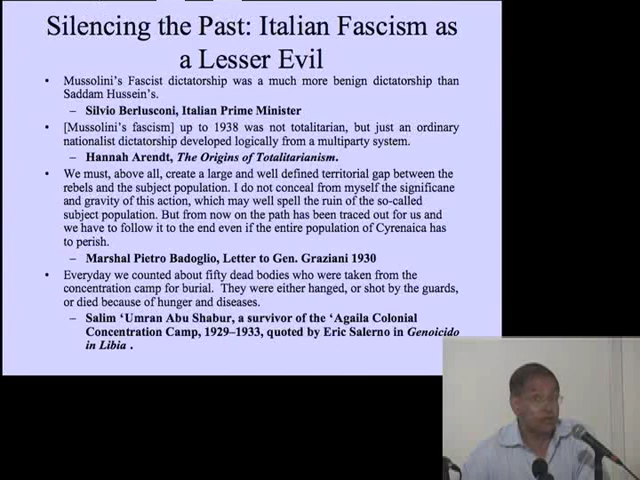 Silencing the Past: Italian Fascism as
a Lesser Evil
• Mussolini's Fascist dictatorship was a much more benign dictatorship than
Saddam Hussein's.
– Silvio Berlusconi, Italian Prime Minister
• [Mussolini's fascism] up to 1938 was not totalitarian, but just an ordinary
nationalist dictatorship developed logically from a multiparty system.
– Hannah Arendt, The Origins of Totalitarianism.
• We must, above all, create a large and well defined territorial gap between the
rebels and the subject population. I do not conceal from myself the significane
and gravity of this action, which may well spell the ruin of the so-called
subject population. But from now on the path has been traced out for us and
we have to follow it to the end even if the entire population of Cyrenaica has
to perish.
– Marshal Pietro Badoglio, Letter to Gen. Graziani 1930
• Everyday we counted about fifty dead bodies who were taken from the
concentration camp for burial. They were either hanged, or shot by the guards,
or died because of hunger and diseases.
– Salim ‘Umran Abu Shabur, a survivor of the ‘Agaila Colonial
Concentration Camp, 1929–1933, quoted by Eric Salerno in Genoicido
in Libia .